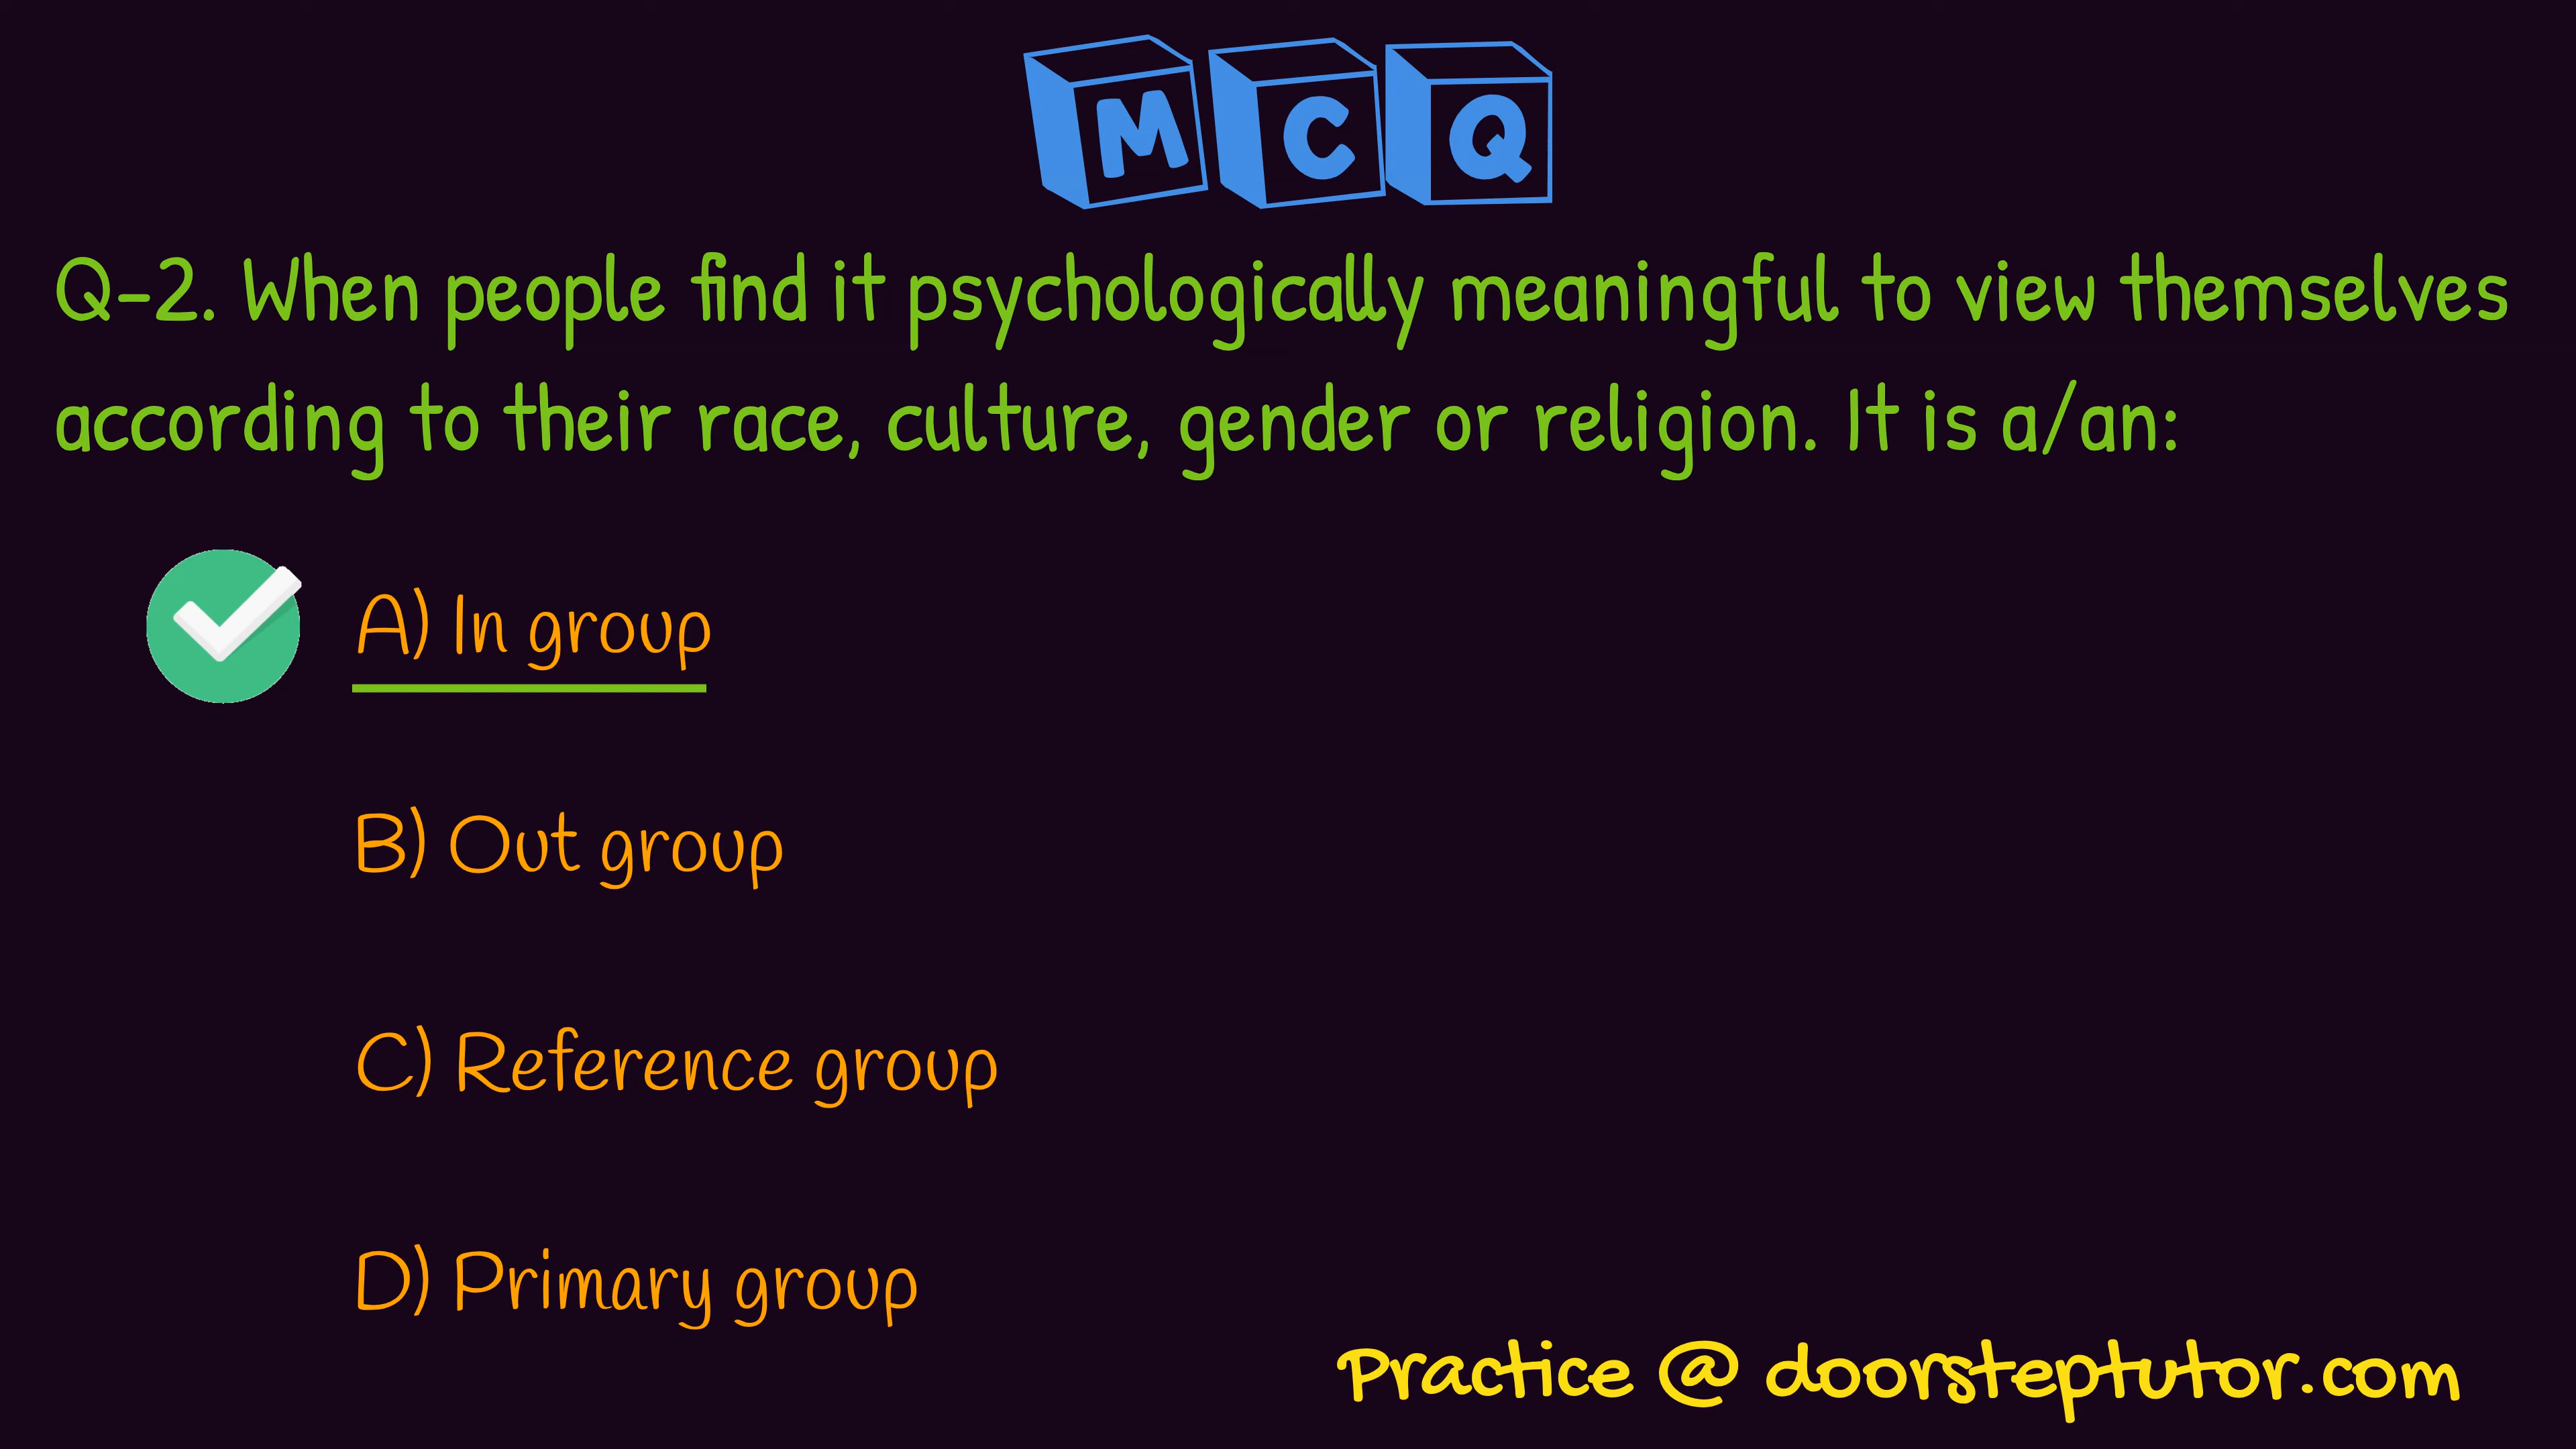 MCQ
Q-2. When people find it psychologically meaningful to view themselves
according to their race, culture, gender or religion. It is a/an:
A) In group
B) Out group
C) Reference group
D) Primary group
Practice @ doorsteptutor.com